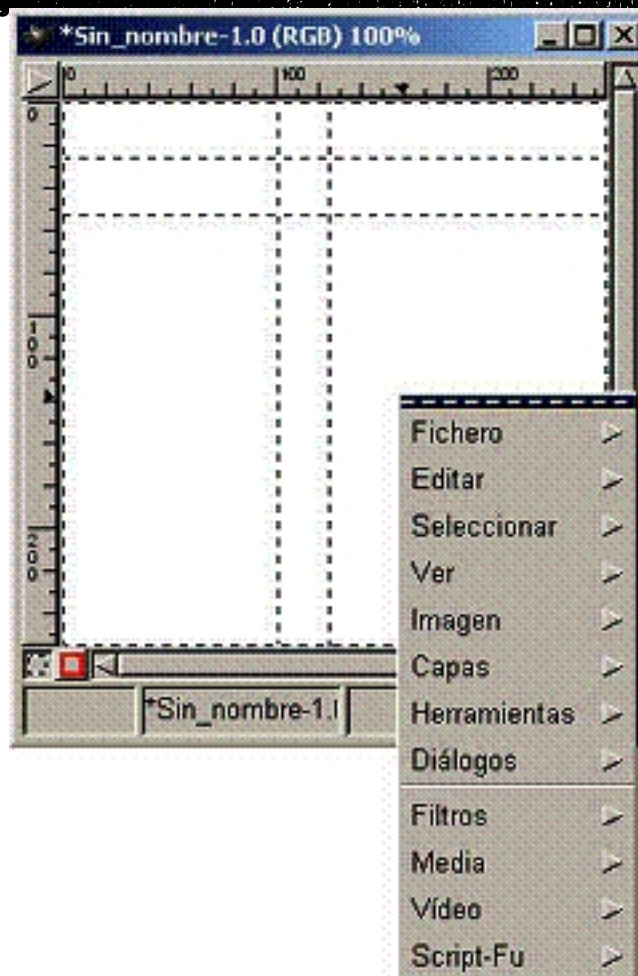 *Sin_nombre-1.0 (RGB) 100%
0 100 200
0
100
200
Fichero
Editar
Seleccionar
Ver
Imagen
Capas
*Sin_nombre-1.
Herramientas
Diálogos
Filtros
Media
Vídeo
Script-Fu